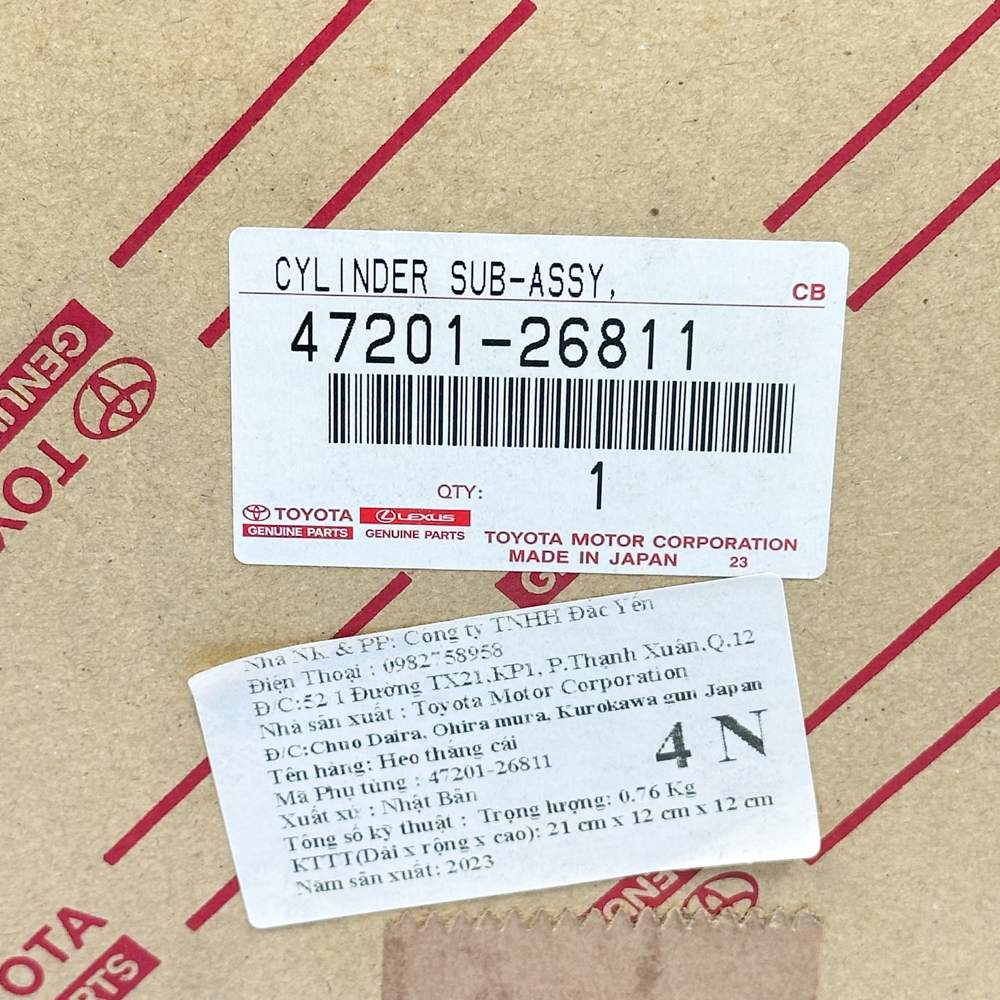 CYLINDER SUB-ASSY,
CB
47201-26811
QTY: 1
TOYOTA
GENUINE PARTS
LEXUS
GENUINE PARTS
TOYOTA MOTOR CORPORATION
MADE IN JAPAN 23
Nhà NK & PP: Công ty TNHH Đắc Yến
Điện Thoại : 0982758958
Đ/C:52 1 Đường TX21,KP1, P.Thạnh Xuân,Q.12
Nhà sản xuất : Toyota Motor Corporation
Đ/C:Chuo Daira, Ohira mura, Kurokawa gun Japan
Tên hàng: Heo thắng cái
4 N
Mã Phụ tùng : 47201-26811
Xuất xứ : Nhật Bản
Tông số kỹ thuật : Trọng lượng: 0.76 Kg
KTTT(Dài x rộng x cao): 21 cm x 12 cm x 12 cm
Năm sản xuất: 2023